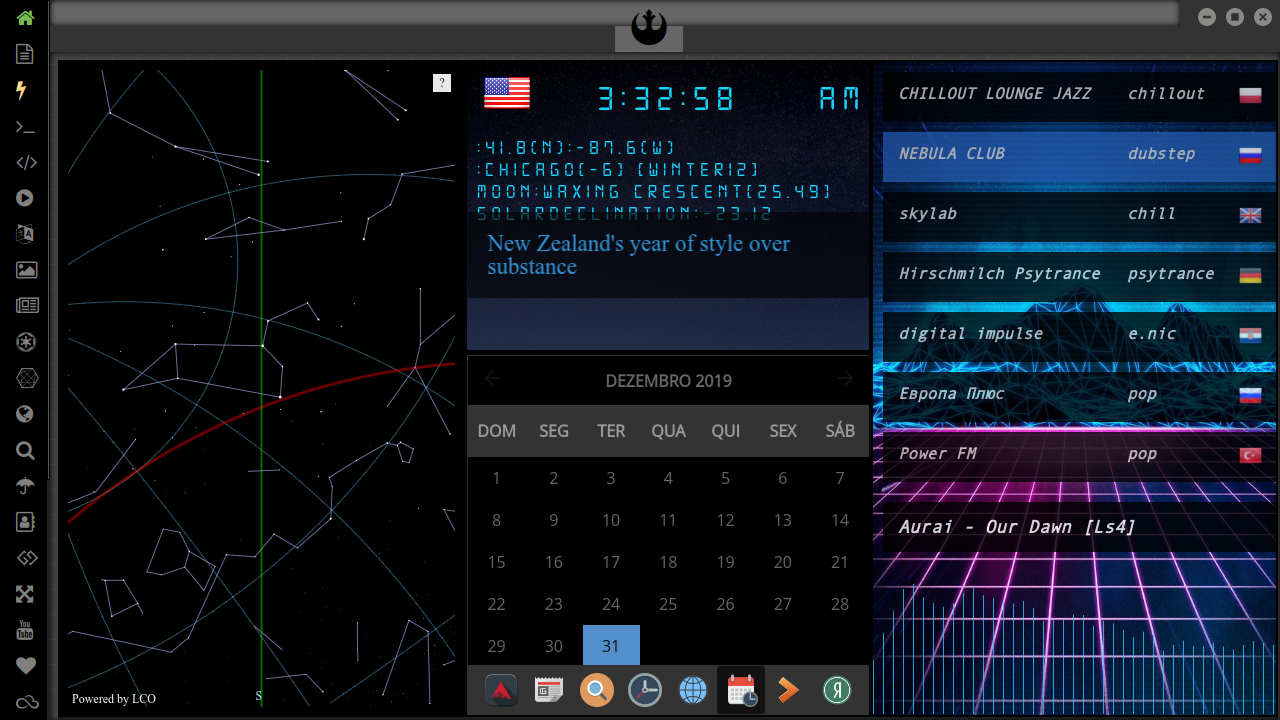 ?
Powered by LCO
S
3:32:58 AM
:41.8(N):-87.6(W)
:CHICAGO[-6] [WINTER12]
MOON:WAXING CRESCENT[25.49]
SOLARDECLINATION:-23.12
New Zealand's year of style over
substance
DEZEMBRO 2019
DOM SEG TER QUA QUI SEX SÁB
1 2 3 4 5 6 7
8 9 10 11 12 13 14
15 16 17 18 19 20 21
22 23 24 25 26 27 28
29 30 31
CHILLOUT LOUNGE JAZZ chillout
NEBULA CLUB dubstep
skylab chill
Hirschmilch Psytrance psytrance
digital impulse e.nic
Европа Плюс pop
Power FM pop
Aurai - Our Dawn [Ls4]
You
Tube
Я